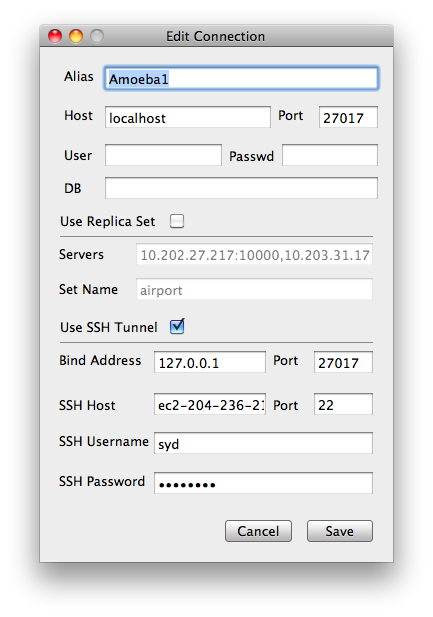 Edit Connection
Alias Amoeba1
Host localhost Port 27017
User Passwd
DB
Use Replica Set
Servers 10.202.27.217:10000,10.203.31.17
Set Name airport
Use SSH Tunnel
Bind Address 127.0.0.1 Port 27017
SSH Host ec2-204-236-21 Port 22
SSH Username syd
SSH Password ••••••••
Cancel Save